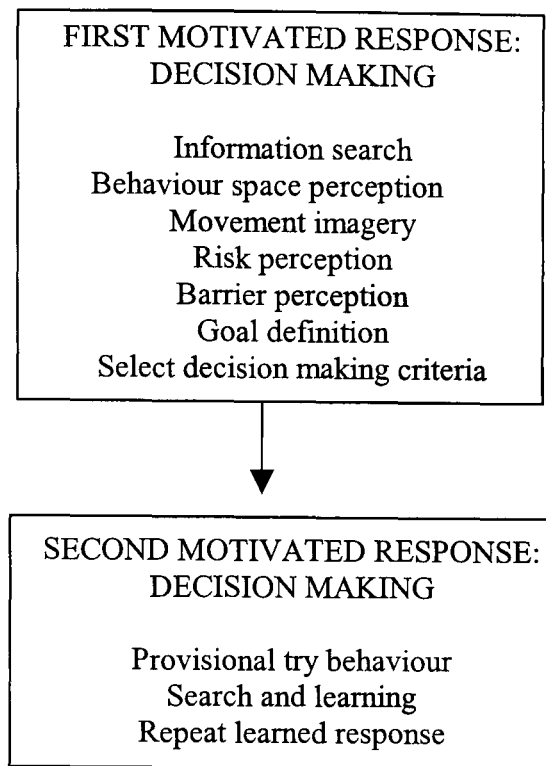 FIRST MOTIVATED RESPONSE:
DECISION MAKING
Information search
Behaviour space perception
Movement imagery
Risk perception
Barrier perception
Goal definition
Select decision making criteria
SECOND MOTIVATED RESPONSE:
DECISION MAKING
Provisional try behaviour
Search and learning
Repeat learned response